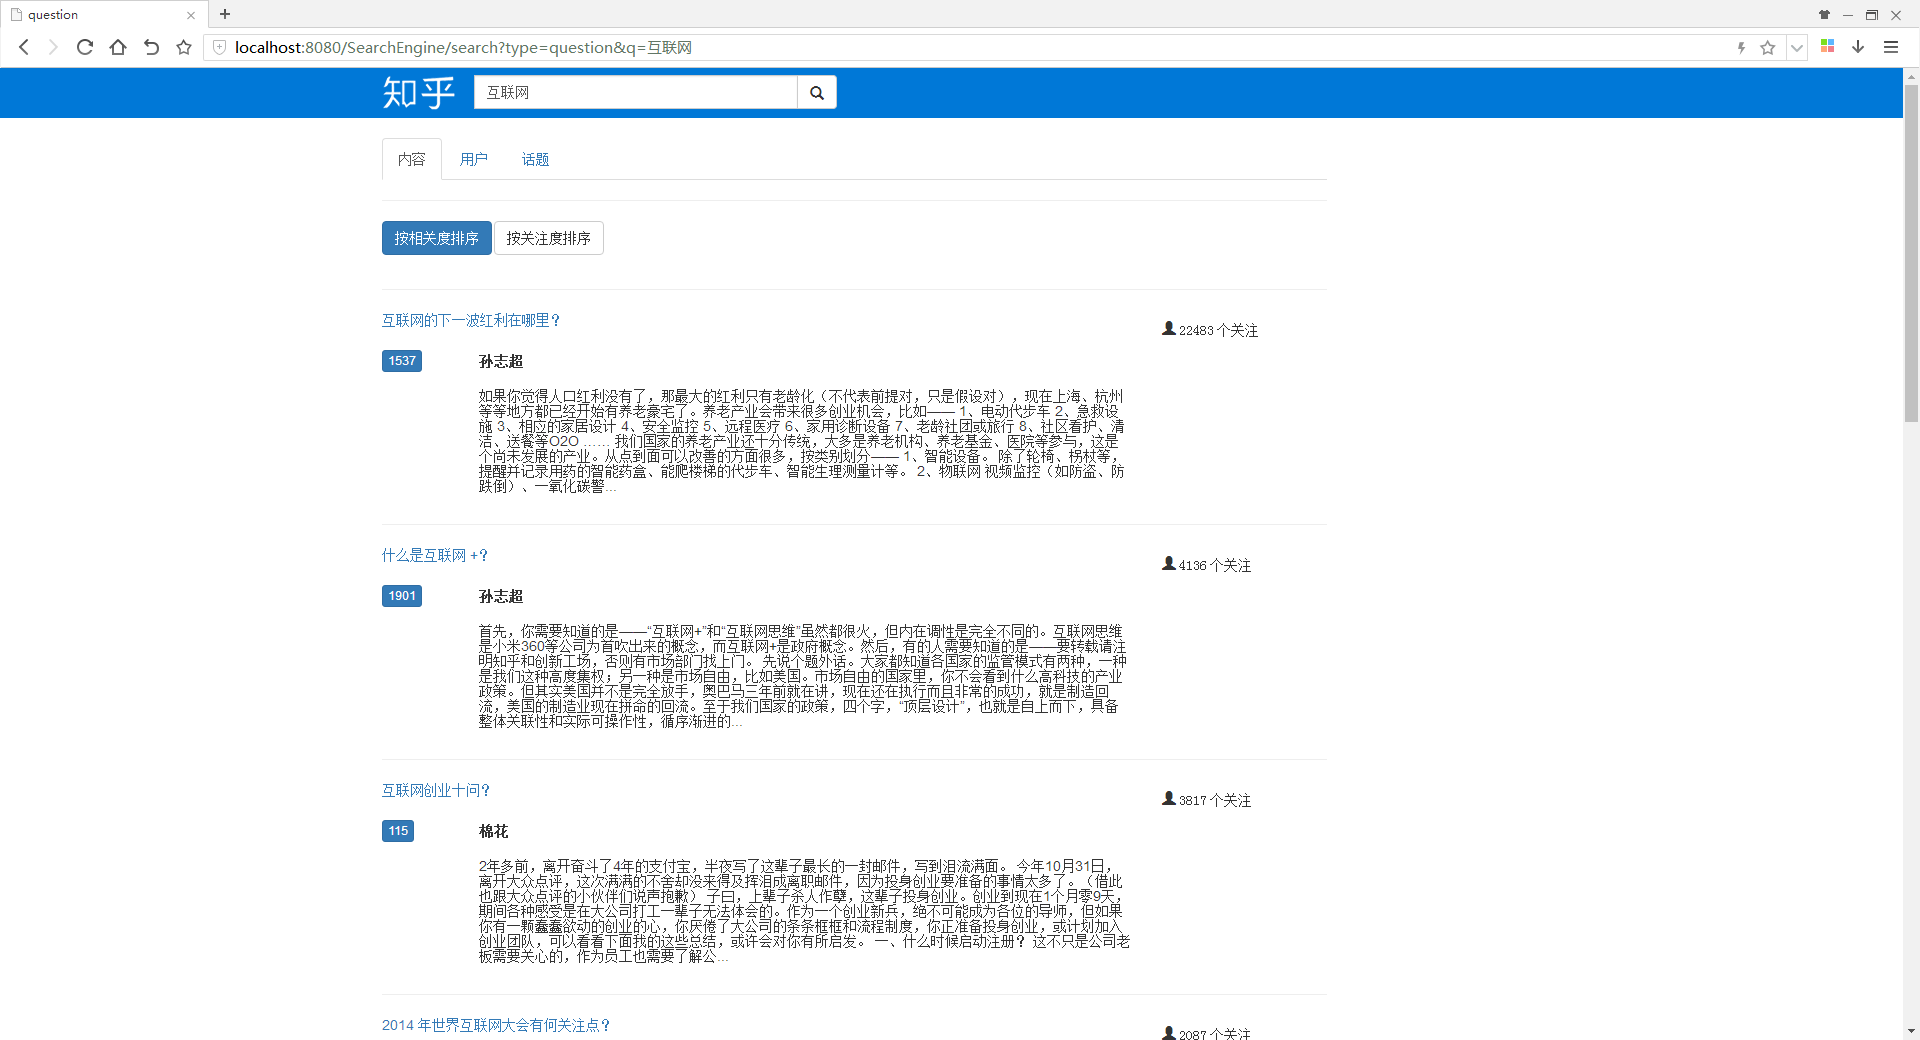 question
localhost:8080/SearchEngine/search?type=question&q=互联网
知乎
互联网
内容
用户
话题
按相关度排序
按关注度排序
互联网的下一波红利在哪里？
22483 个关注
1537
孙志超
如果你觉得人口红利没有了，那最大的红利只有老龄化（不代表前提对，只是假设对），现在上海、杭州
等等地方都已经开始有养老豪宅了。养老产业会带来很多创业机会，比如—— 1、电动代步车 2、急救设
施 3、相应的家居设计 4、安全监控 5、远程医疗 6、家用诊断设备 7、老龄社团或旅行 8、社区看护、清
洁、送餐等O2O …… 我们国家的养老产业还十分传统，大多是养老机构、养老基金、医院等参与，这是
个尚未发展的产业。从点到面可以改善的方面很多，按类别划分—— 1、智能设备。 除了轮椅、拐杖等，
提醒并记录用药的智能药盒、能爬楼梯的代步车、智能生理测量计等。 2、物联网 视频监控（如防盗、防
跌倒）、一氧化碳警...
什么是互联网 +？
4136 个关注
1901
孙志超
首先，你需要知道的是——“互联网+”和“互联网思维”虽然都很火，但内在调性是完全不同的。互联网思维
是小米360等公司为首吹出来的概念，而互联网+是政府概念。然后，有的人需要知道的是——要转载请注
明知乎和创新工场，否则有市场部门找上门。 先说个题外话。大家都知道各国家的监管模式有两种，一种
是我们这种高度集权；另一种是市场自由，比如美国。市场自由的国家里，你不会看到什么高科技的产业
政策。但其实美国并不是完全放手，奥巴马三年前就在讲，现在还在执行而且非常的成功，就是制造回
流，美国的制造业现在拼命的回流。至于我们国家的政策，四个字，“顶层设计”，也就是自上而下，具备
整体关联性和实际可操作性，循序渐进的...
互联网创业十问？
3817 个关注
115
棉花
2年多前，离开奋斗了4年的支付宝，半夜写了这辈子最长的一封邮件，写到泪流满面。 今年10月31日，
离开大众点评，这次满满的不舍却没来得及挥泪成离职邮件，因为投身创业要准备的事情太多了。（借此
也跟大众点评的小伙伴们说声抱歉） 子曰，上辈子杀人作孽，这辈子投身创业。创业到现在1个月零9天，
期间各种感受是在大公司打工一辈子无法体会的。作为一个创业新兵，绝不可能成为各位的导师，但如果
你有一颗蠢蠢欲动的创业的心，你厌倦了大公司的条条框框和流程制度，你正准备投身创业，或计划加入
创业团队，可以看看下面我的这些总结，或许会对你有所启发。 一、什么时候启动注册？ 这不只是公司老
板需要关心的，作为员工也需要了解公...
2014 年世界互联网大会有何关注点？
2087 个关注